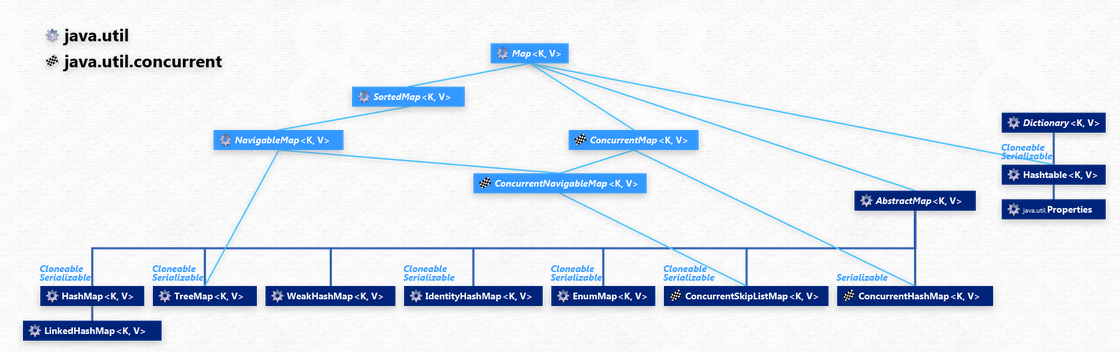 java.util
java.util.concurrent
Map<K, V>
SortedMap<K, V>
Dictionary<K, V>
NavigableMap<K, V>
ConcurrentMap<K, V>
Cloneable
Serializable
Hashtable<K, V>
ConcurrentNavigableMap<K, V>
AbstractMap<K, V>
java.util.Properties
Cloneable
Serializable
Cloneable
Serializable
Cloneable
Serializable
Cloneable
Serializable
Cloneable
Serializable
Serializable
HashMap<K, V>
TreeMap<K, V>
WeakHashMap<K, V>
IdentityHashMap<K, V>
EnumMap<K, V>
ConcurrentSkipListMap<K, V>
ConcurrentHashMap<K, V>
LinkedHashMap<K, V>